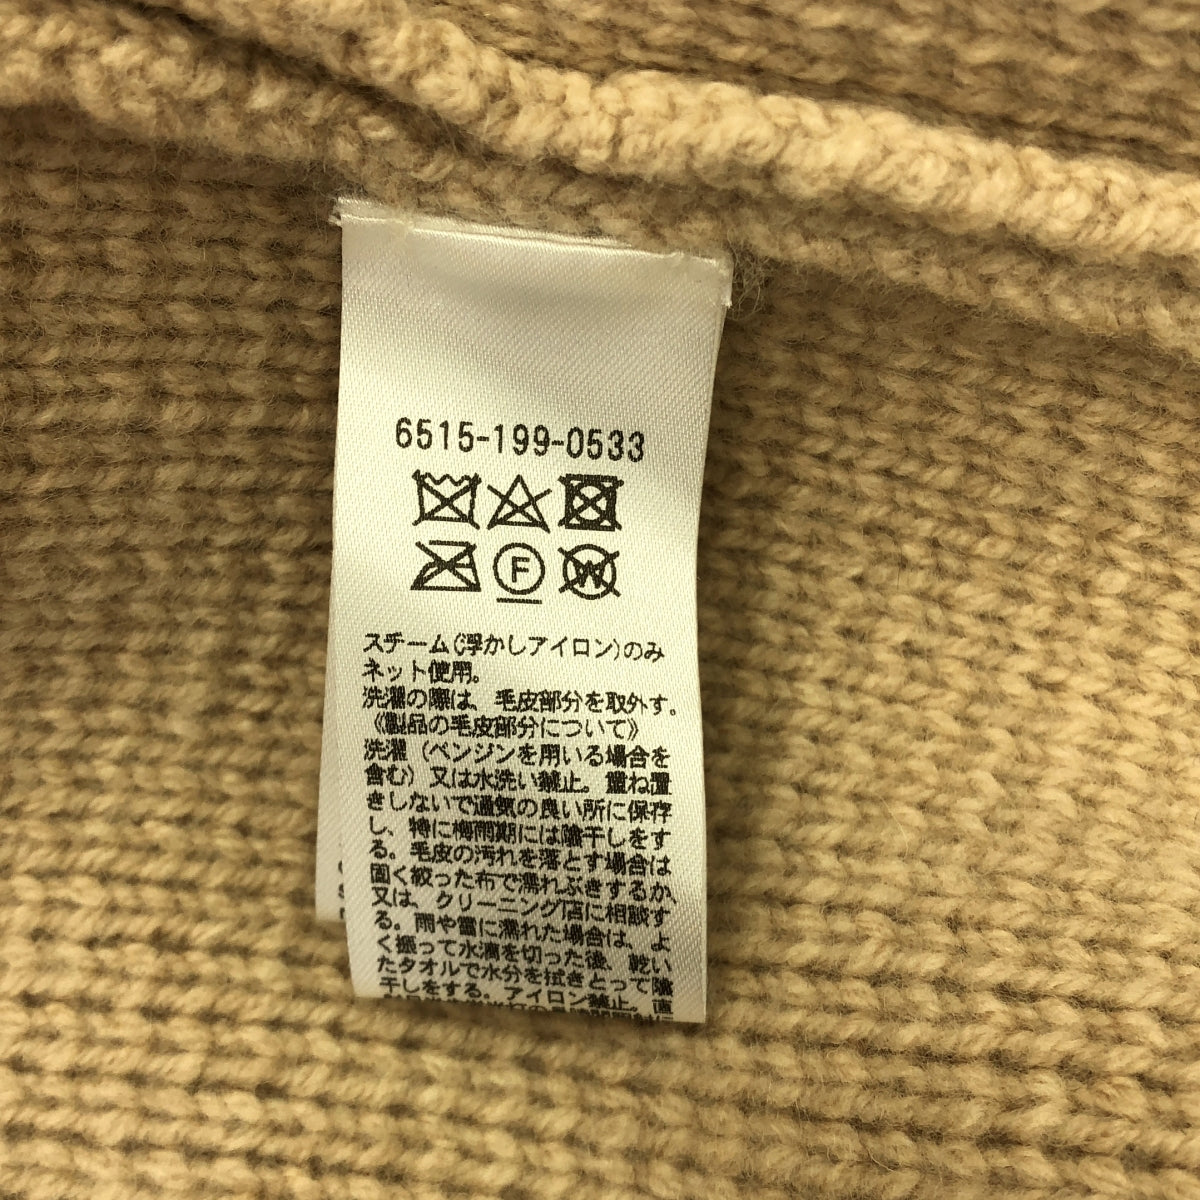 6515-199-0533
F
W
スチーム(浮かしアイロン)のみ
ネット使用。
洗濯の際は、毛皮部分を取外す。
《製品の毛皮部分について》
洗濯(ベンジンを用いる場合を
含む)又は水洗い禁止。重ね置
きしないで通気の良い所に保存
し、特に梅雨期には陰干しをす
る。毛皮の汚れを落とす場合は
固く絞った布で濡れぶきするか、
又は、クリーニング店に相談す
る。雨や雪に濡れた場合は、よ
く振って水滴を切った後、乾い
たタオルで水分を拭きとって陰
干しをする。アイロン禁止。直